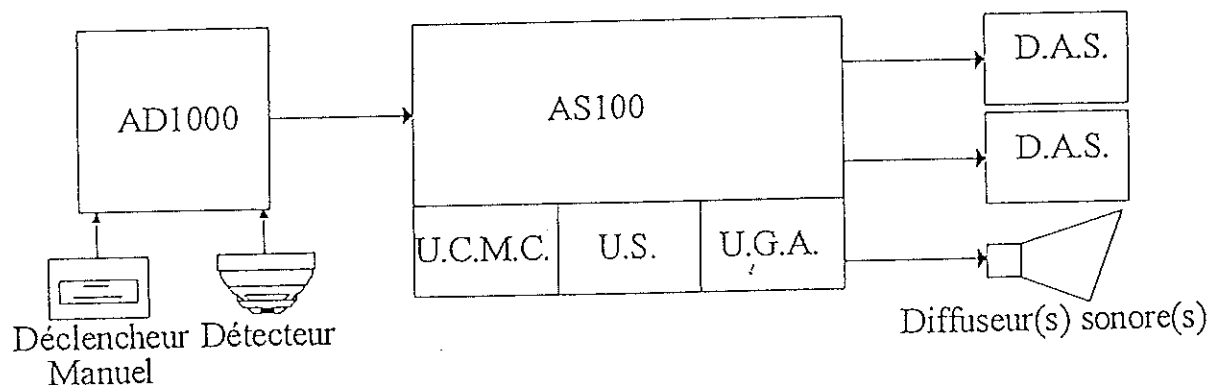 D.A.S.
AD1000
AS100
D.A.S.
U.C.M.C.
U.S.
U.G.A.
Déclencheur
Manuel
Détecteur
Diffuseur(s) sonore(s)